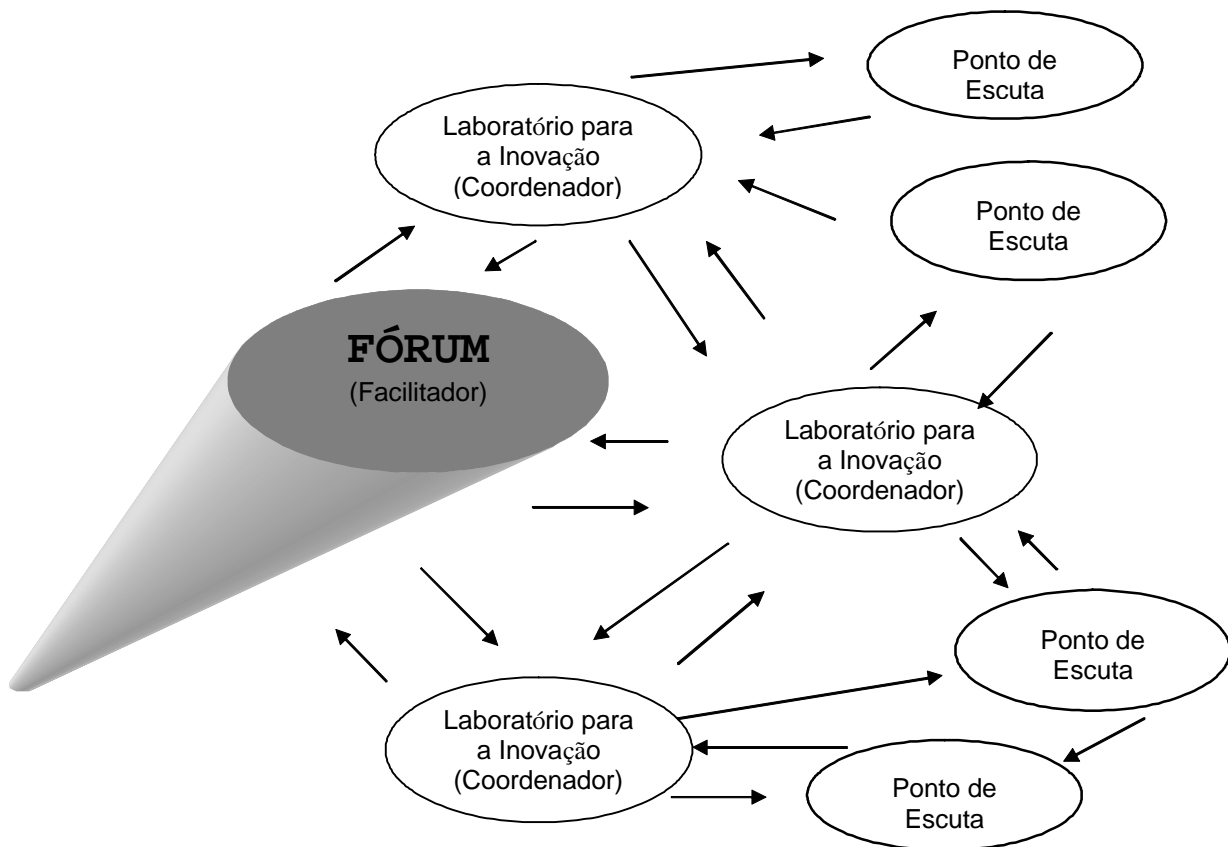 Ponto de
Escuta
Laboratório para
a Inovação
(Coordenador)
Ponto de
Escuta
FÓRUM
(Facilitador)
Laboratório para
a Inovação
(Coordenador)
Ponto de
Escuta
Laboratório para
a Inovação
(Coordenador)
Ponto de
Escuta